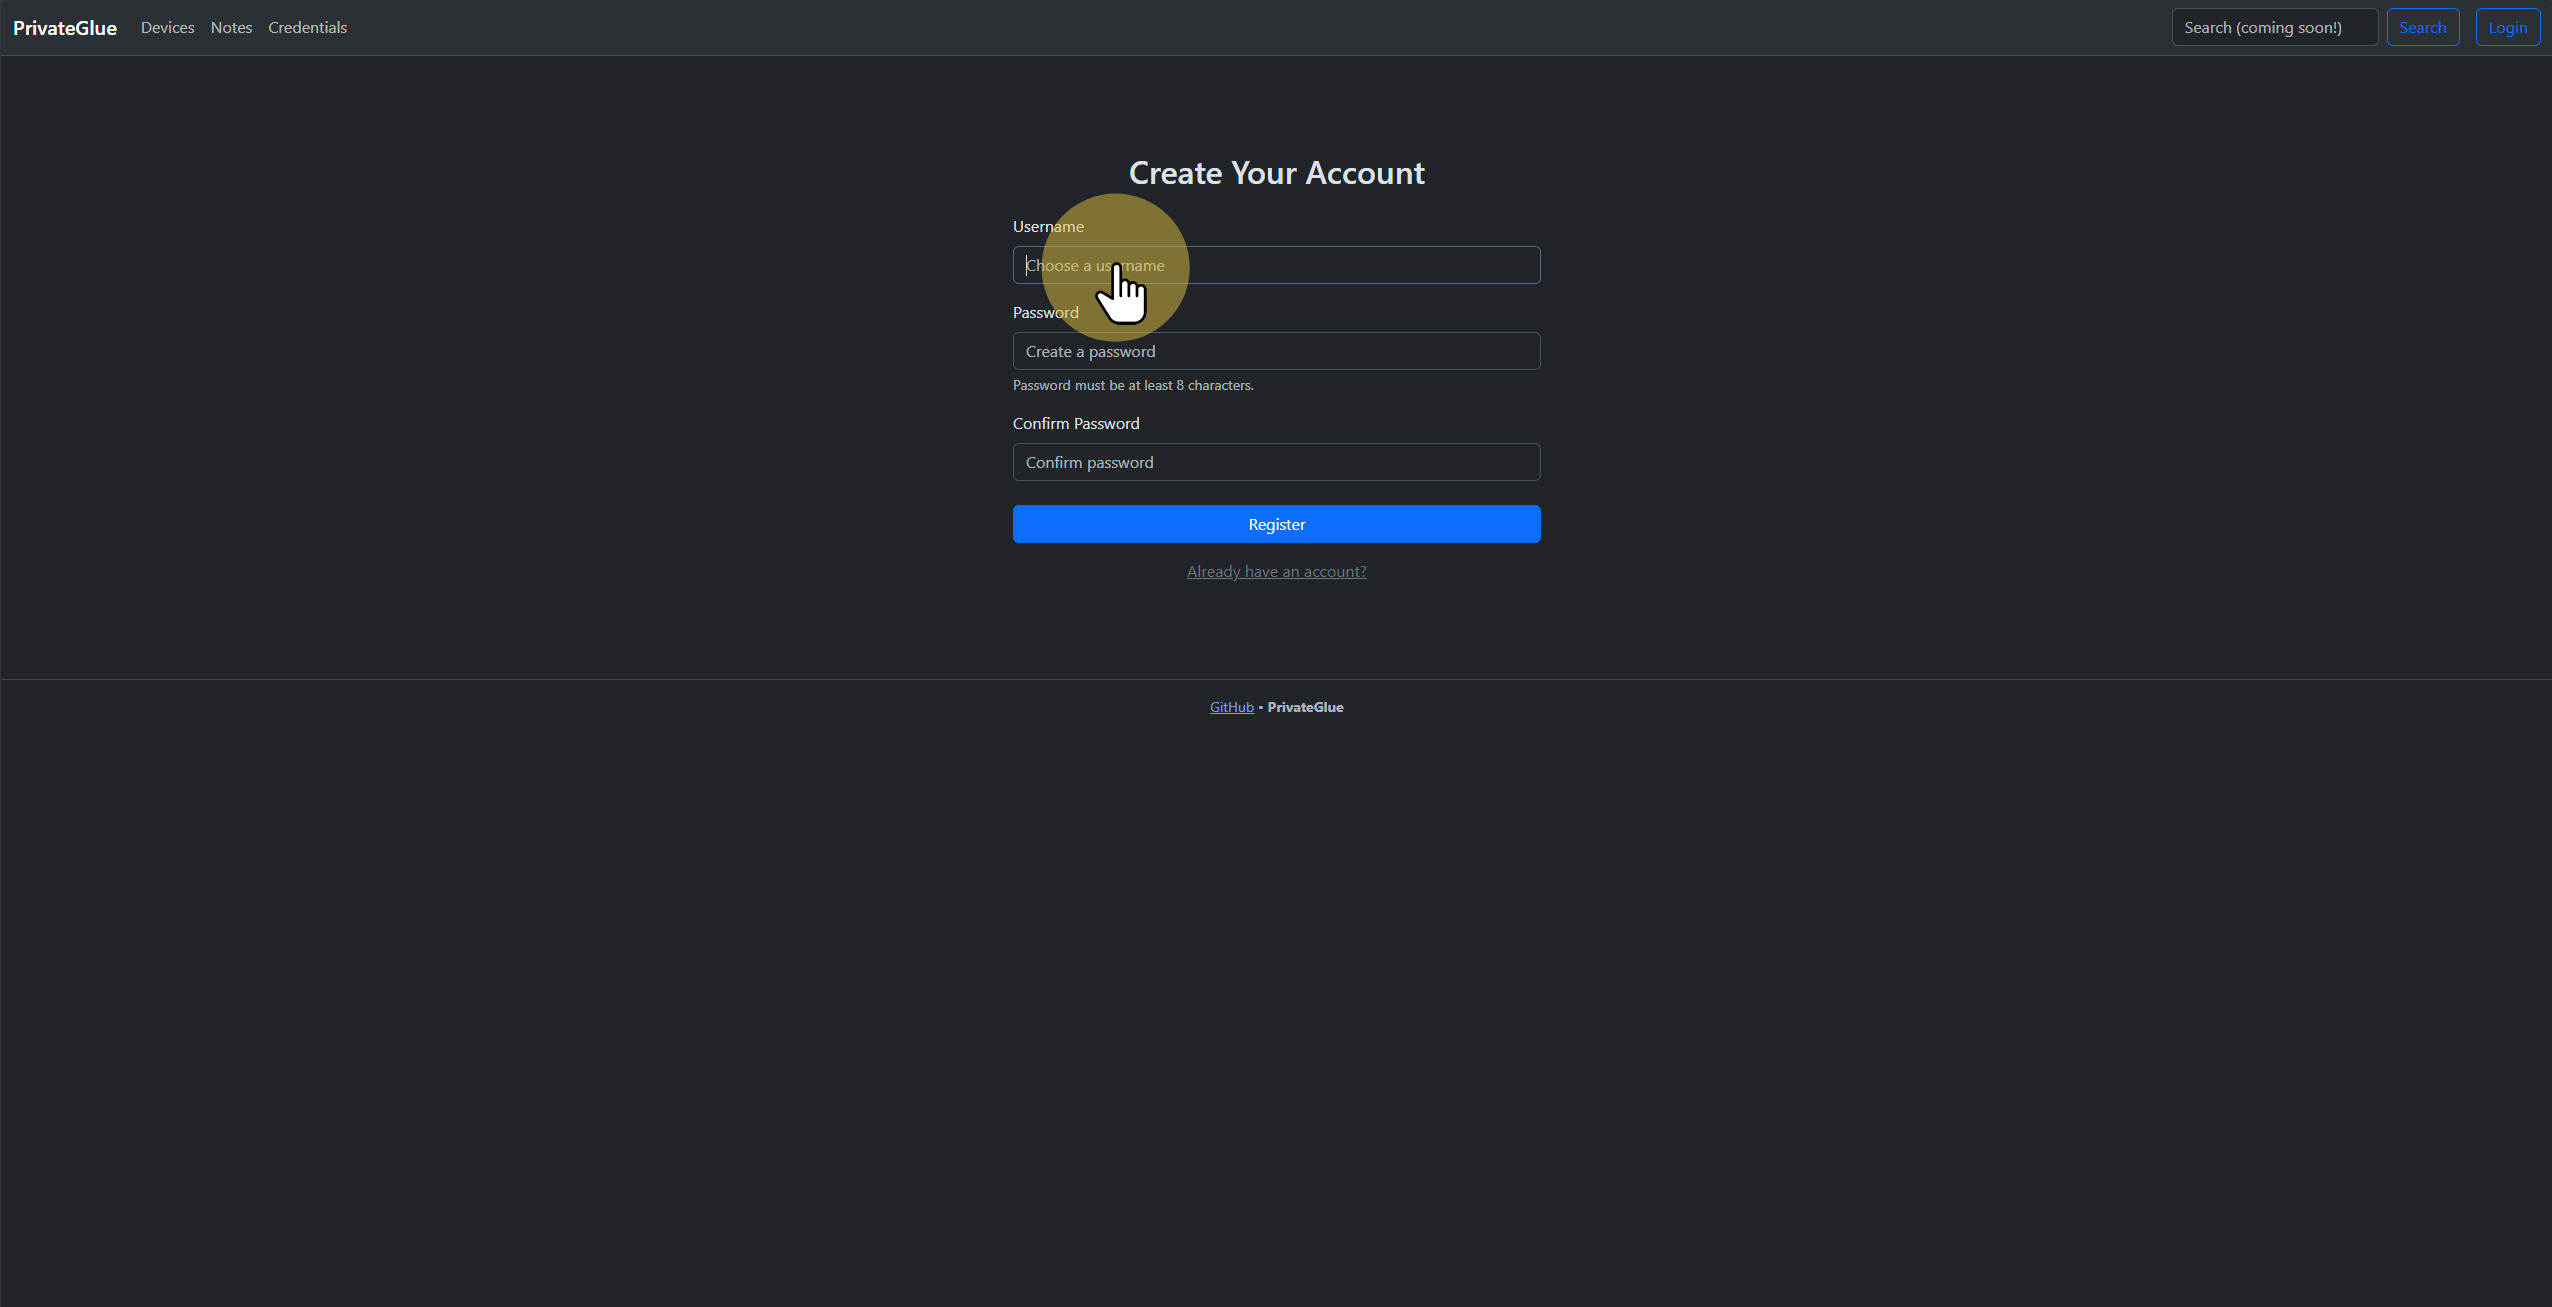 PrivateGlue Devices Notes Credentials Search (coming soon!) Search Login
Create Your Account
Username
Choose a username
Password
Create a password
Password must be at least 8 characters.
Confirm Password
Confirm password
Register
Already have an account?
GitHub • PrivateGlue